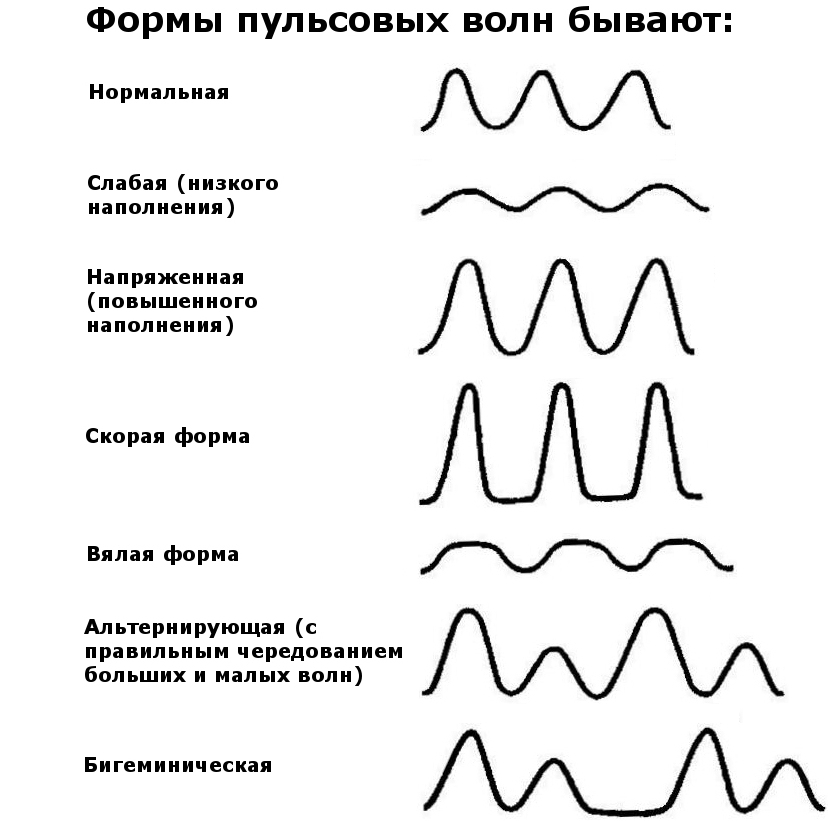 Формы пульсовых волн бывают:
Нормальная
Слабая (низкого
наполнения)
Напряженная
(повышенного
наполнения)
Скорая форма
Вялая форма
Альтернирующая (с
правильным чередованием
больших и малых волн)
Бигеминическая